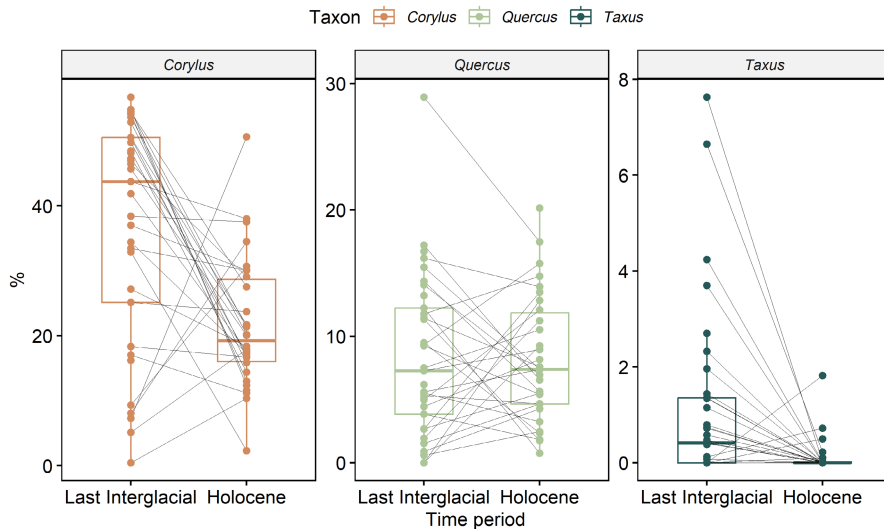 Taxon Corylus Quercus Taxus
Corylus
Quercus
Taxus
%
40
20
0
30
20
10
0
8
6
4
2
0
Last Interglacial Holocene
Last Interglacial Holocene
Last Interglacial Holocene
Time period